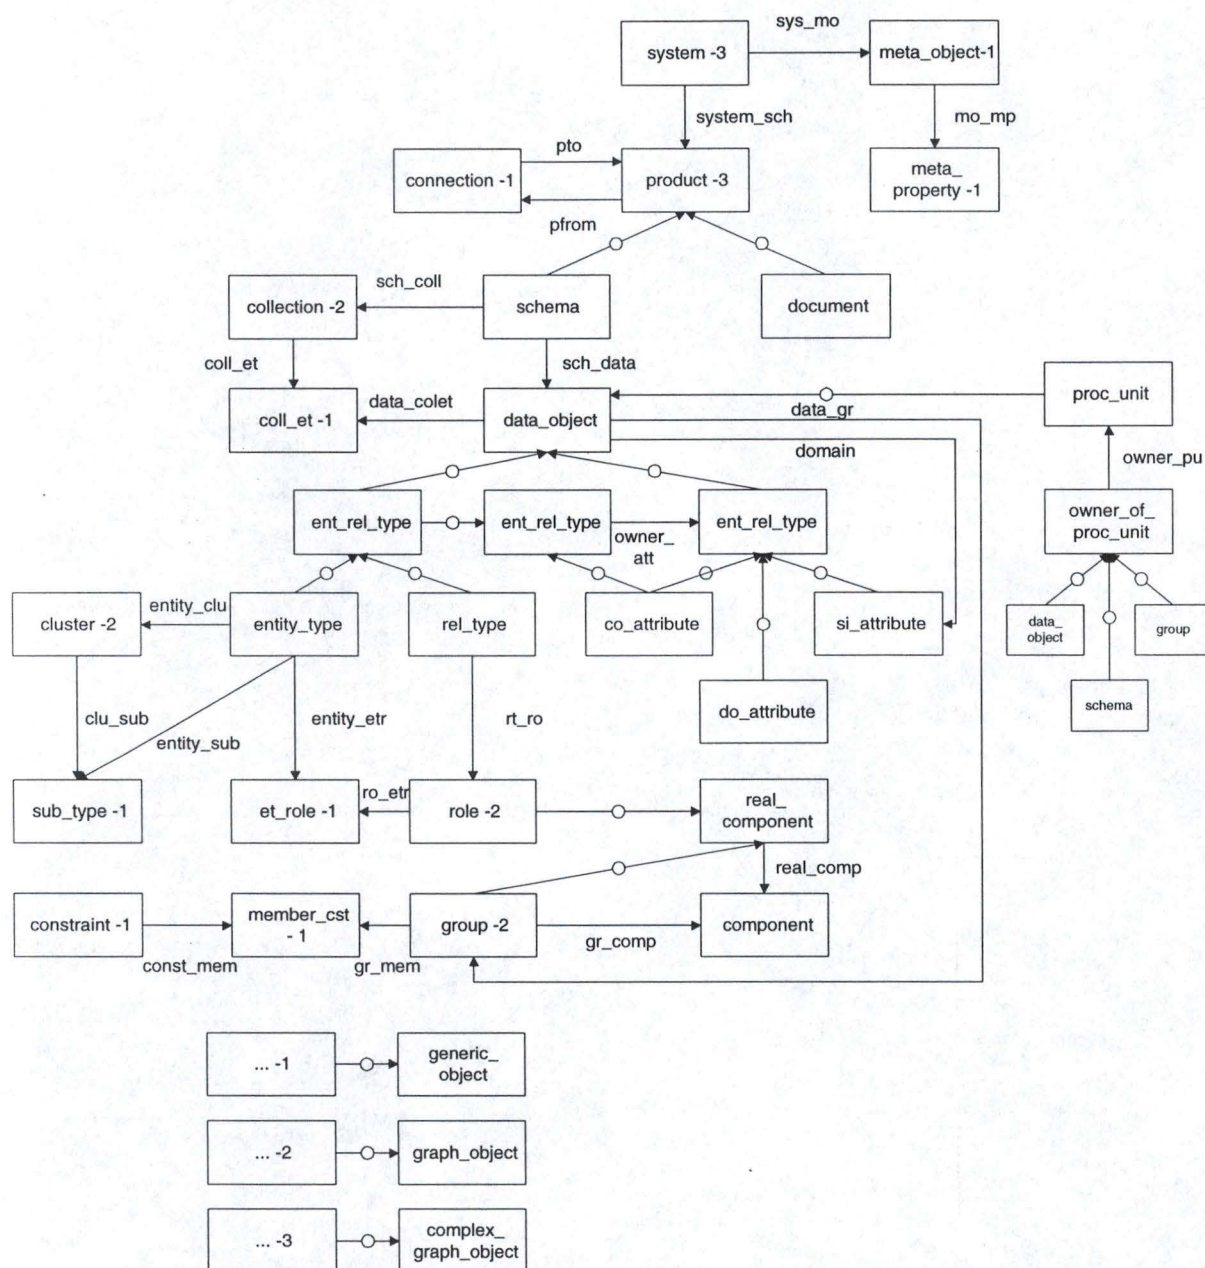 sys_mo
system -3
meta_object-1
system_sch
mo_mp
pto
connection -1
product -3
meta_
property -1
pfrom
sch_coll
collection -2
schema
document
coll_et
sch_data
proc_unit
data_colet
coll_et -1
data_object
data_gr
domain
owner_pu
ent_rel_type
ent_rel_type
ent_rel_type
owner_
att
owner_of_
proc_unit
entity_clu
cluster -2
entity_type
rel_type
co_attribute
si_attribute
data_
object
group
clu_sub
entity_sub
entity_etr
rt_ro
do_attribute
schema
ro_etr
sub_type -1
et_role -1
role -2
real_
component
real_comp
constraint -1
member_cst
- 1
group -2
component
gr_comp
const_mem
gr_mem
... -1
generic_
object
... -2
graph_object
... -3
complex_
graph_object